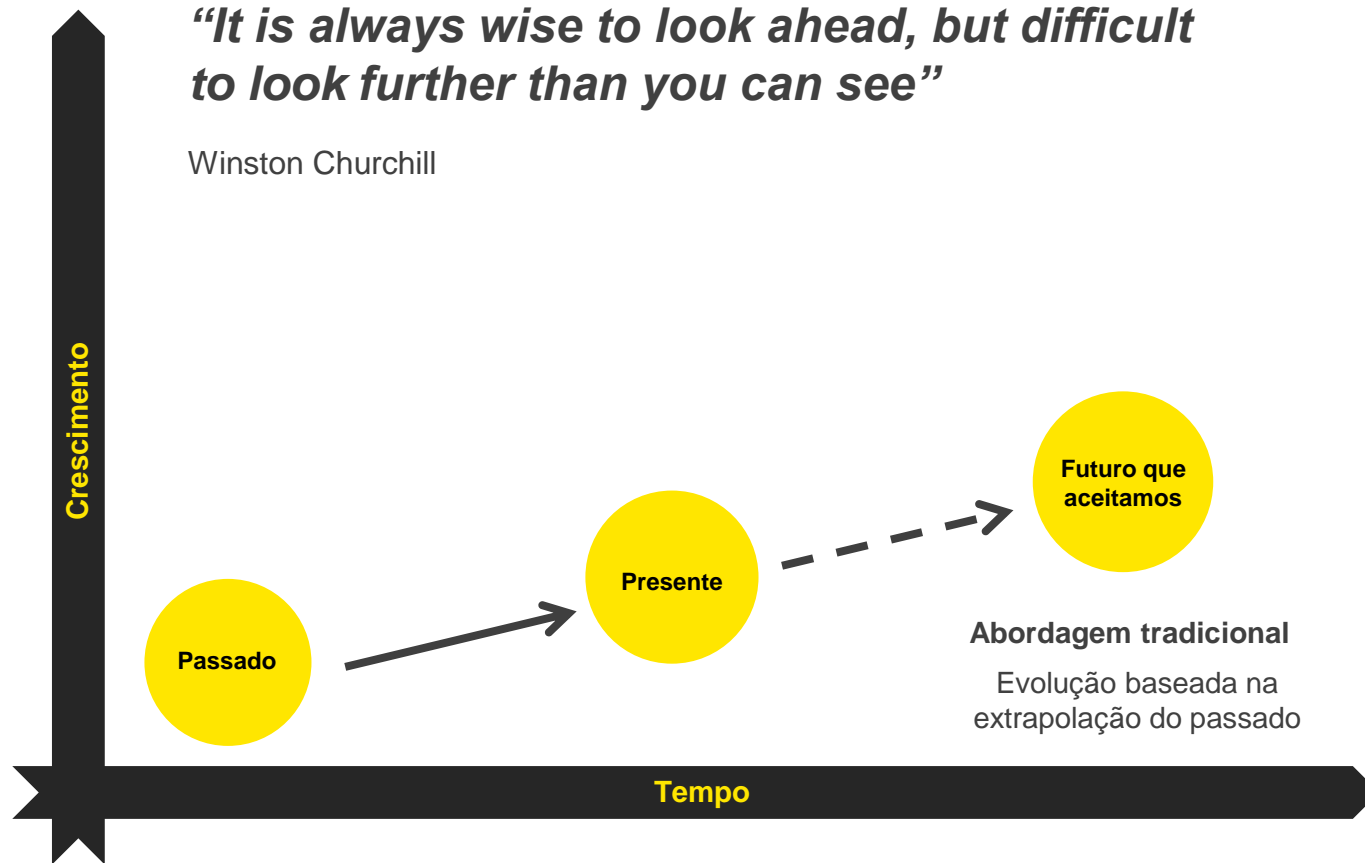 “It is always wise to look ahead, but difficult
to look further than you can see”
Winston Churchill
Crescimento
Futuro que
aceitamos
Presente
Passado
Abordagem tradicional
Evolução baseada na
extrapolação do passado
Tempo